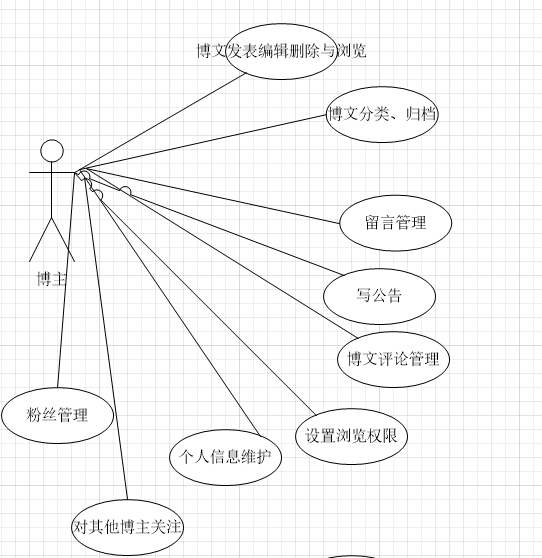 博文发表编辑删除与浏览
博文分类、归档
留言管理
博主
写公告
博文评论管理
粉丝管理
设置浏览权限
个人信息维护
对其他博主关注